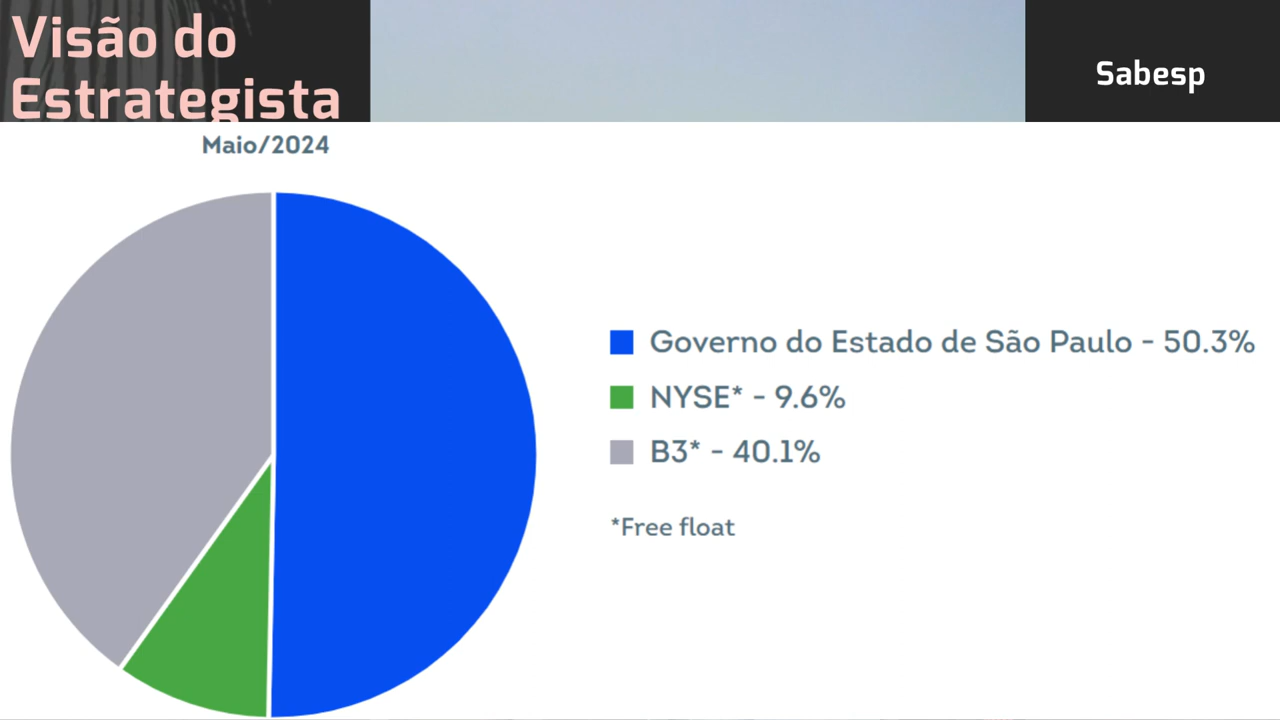 Visão do
Estrategista
Sabesp
Maio/2024
Governo do Estado de São Paulo - 50.3%
NYSE* - 9.6%
B3* - 40.1%
*Free float